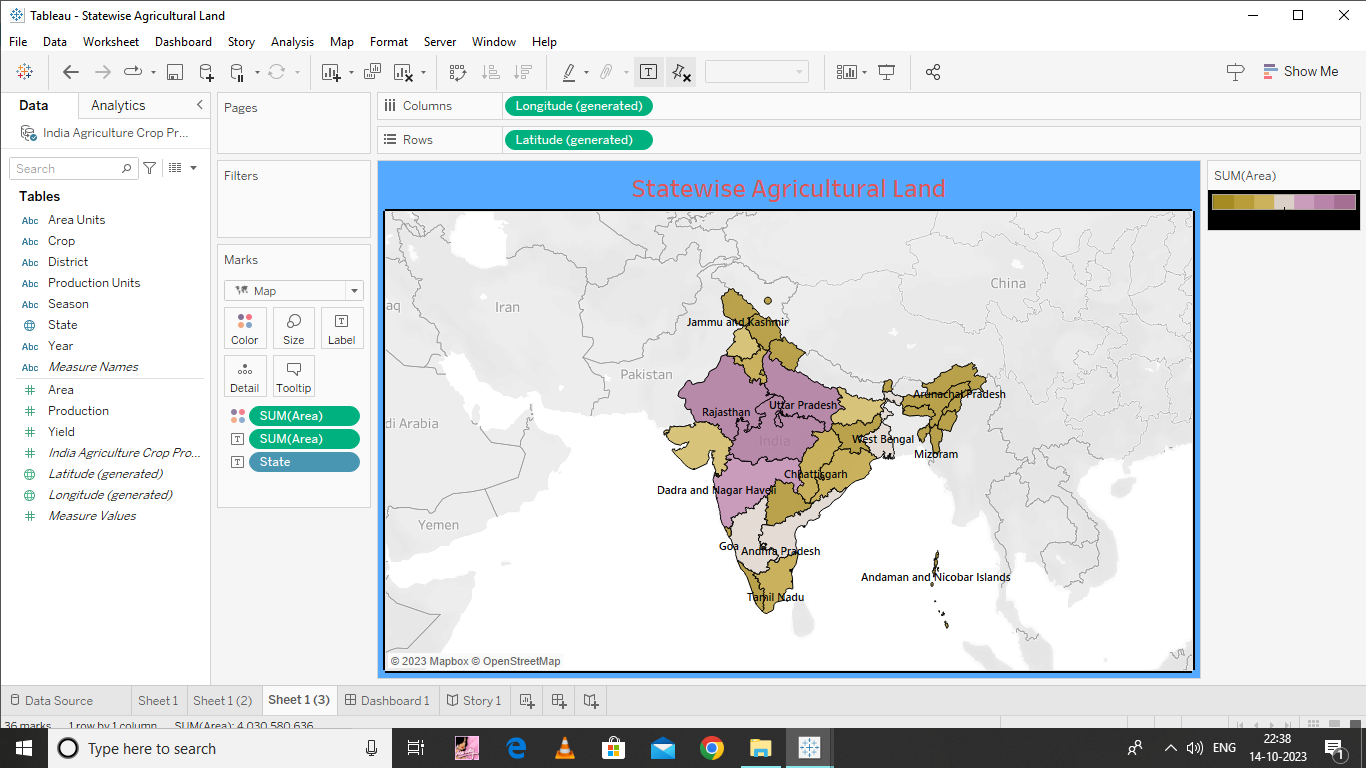 Tableau - Statewise Agricultural Land
File Data Worksheet Dashboard Story Analysis Map Format Server Window Help
Show Me
Data Analytics
India Agriculture Crop Pr...
Search
Tables
Abc Area Units
Abc Crop
Abc District
Abc Production Units
Abc Season
State
Abc Year
Abc Measure Names
Area
Production
Yield
India Agriculture Crop Pro...
Latitude (generated)
Longitude (generated)
Measure Values
Pages
Filters
Marks
Map
Color Size Label
Detail Tooltip
SUM(Area)
SUM(Area)
State
Columns Longitude (generated)
Rows Latitude (generated)
Statewise Agricultural Land
China
aq
Iran
Jammu and Kashmir
Pakistan
Arunachal Pradesh
Uttar Pradesh
Rajasthan
di Arabia
India
West Bengal
Mizoram
Chhattisgarh
Dadra and Nagar Haveli
Yemen
Goa
Andhra Pradesh
Andaman and Nicobar Islands
Tamil Nadu
© 2023 Mapbox © OpenStreetMap
SUM(Area)
Data Source Sheet 1 Sheet 1 (2) Sheet 1 (3) Dashboard 1 Story 1
36 marks 1 row by 1 column SUM(Area): 4,030,580,636
Type here to search
ENG
22:38
14-10-2023
1